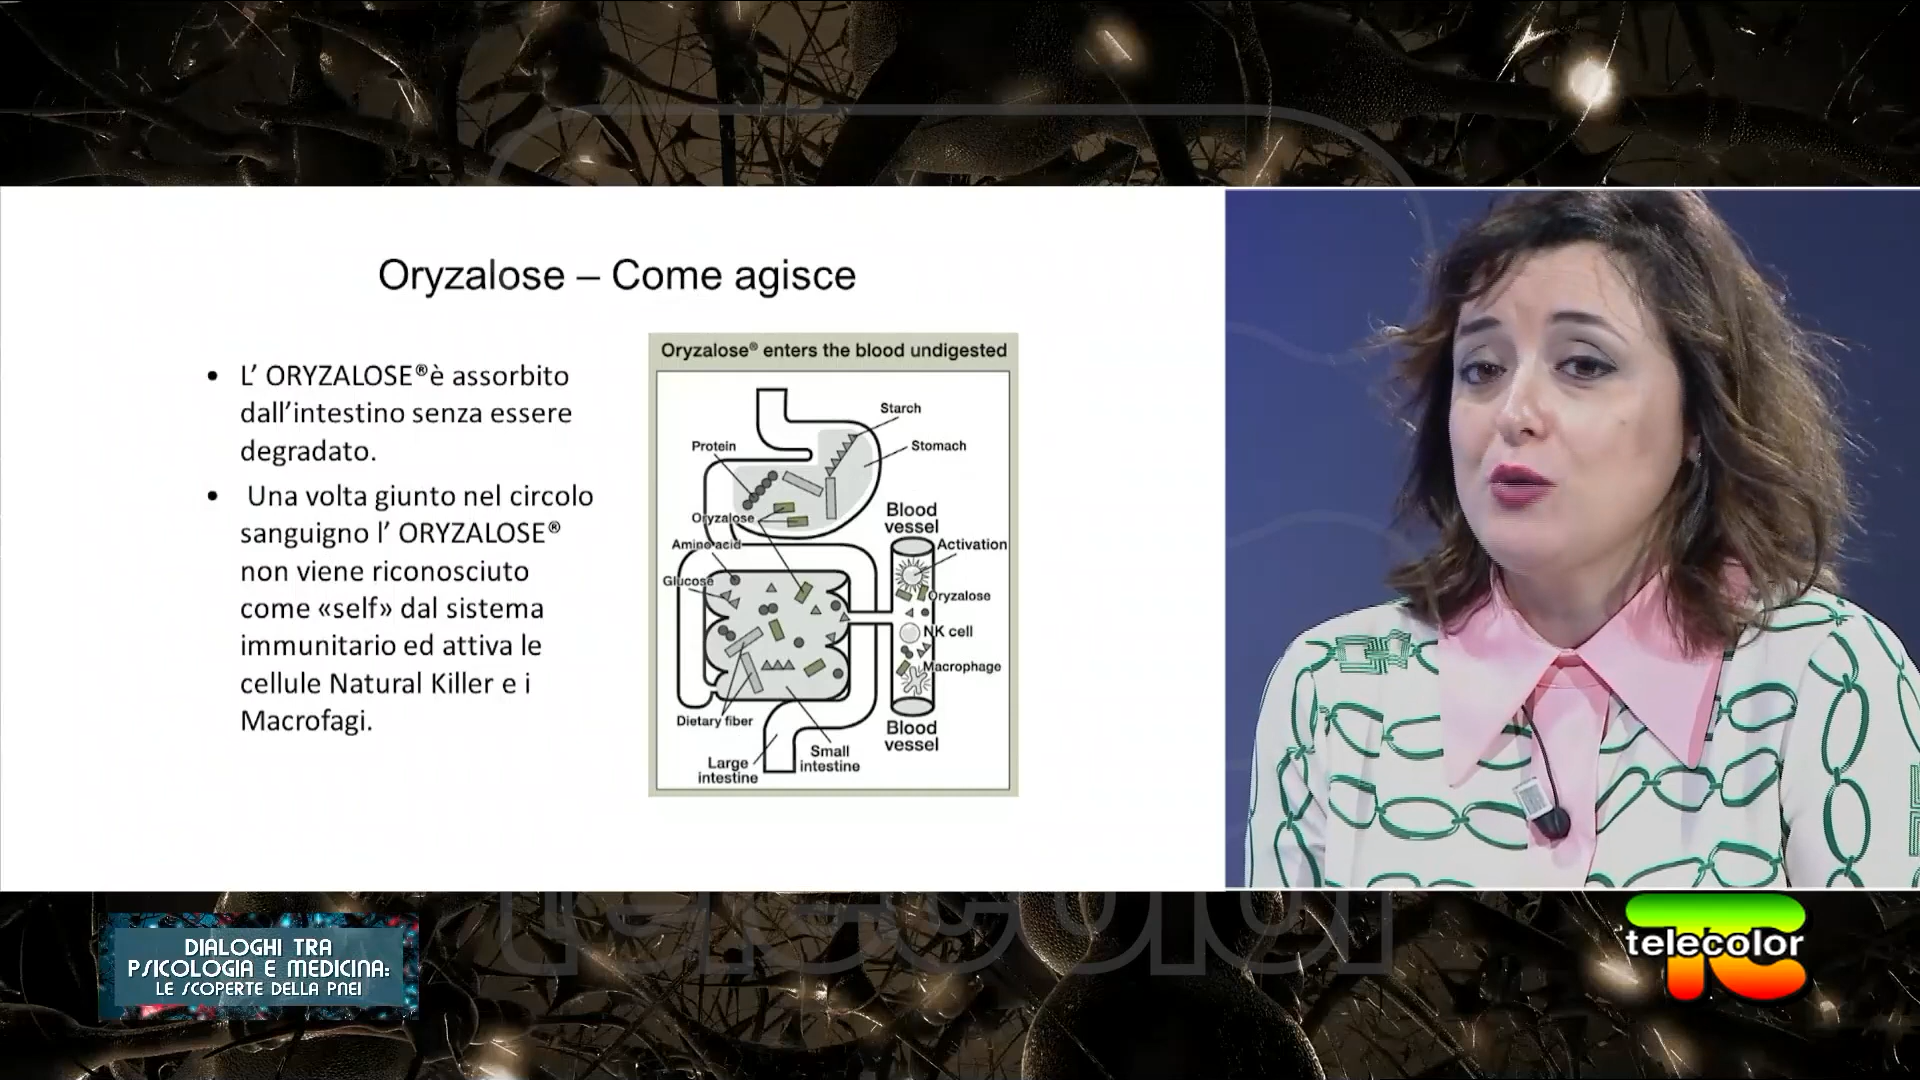 Oryzalose – Come agisce
• L’ ORYZALOSE®è assorbito
dall’intestino senza essere
degradato.
• Una volta giunto nel circolo
sanguigno l’ ORYZALOSE®
non viene riconosciuto
come «self» dal sistema
immunitario ed attiva le
cellule Natural Killer e i
Macrofagi.
Oryzalose® enters the blood undigested
Starch
Protein
Stomach
Oryzalose
Amino acid
Glucose
Blood
vessel
Activation
Oryzalose
NK cell
Macrophage
Dietary fiber
Blood
vessel
Large
intestine
Small
intestine
DIALOGHI TRA
PSICOLOGIA E MEDICINA:
LE SCOPERTE DELLA PNEI
telecolor
TC
telecolor